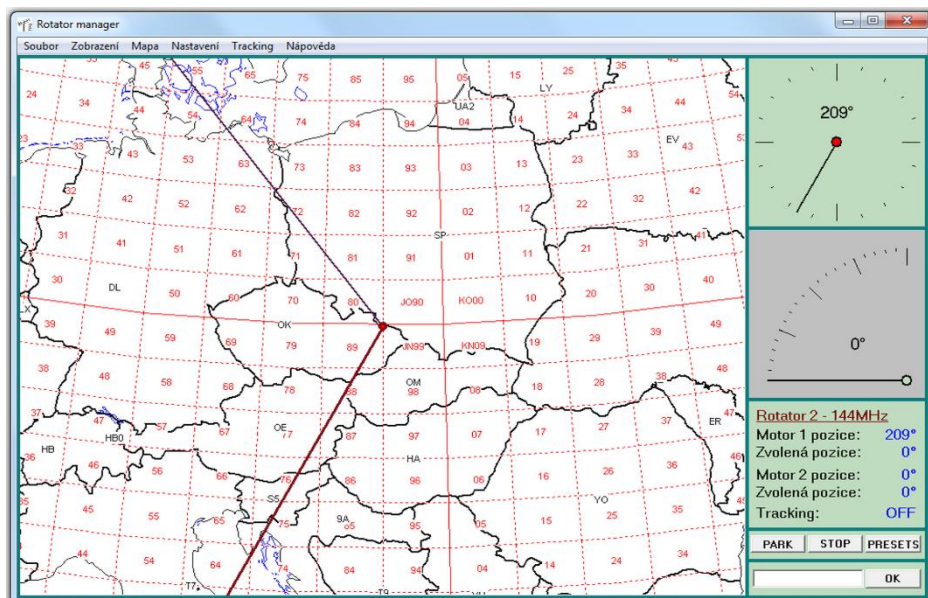 Rotator manager
Soubor Zobrazení Mapa Nastavení Tracking Nápověda
45 55 65 75 85 95 05 15 25 35
24 34 44 54 64 74 84 94 04 14 24 34 44 54
UA2 LY EV
33 43 53 63 73 83 93 03 13 23 33 43
32 42 52 62 72 82 92 02 12 22 32 42
SP
31 41 51 81 91 01 11 21 31 41
DL
30 40 50 60 70 80 JO90 KO00 10 20 30 40
OK
39 49 59 69 79 89 JN99 KN09 19 29 39 49
OM
38 48 58 68 78 88 98 08 18 28 38 48
37 47 57 67 77 87 97 07 17 27 37 47
HB HB0 OE HA ER
46 56 66 76 86 96 06 16 26 36 46
S5 9A YO
55 65 75 95 05 15 25 35 45
44 54 64 74 84 94 04 14 24 34
T7 T9
209°
0°
Rotator 2 - 144MHz
Motor 1 pozice: 209°
Zvolená pozice: 0°
Motor 2 pozice: 0°
Zvolená pozice: 0°
Tracking: OFF
PARK STOP PRESETS
OK